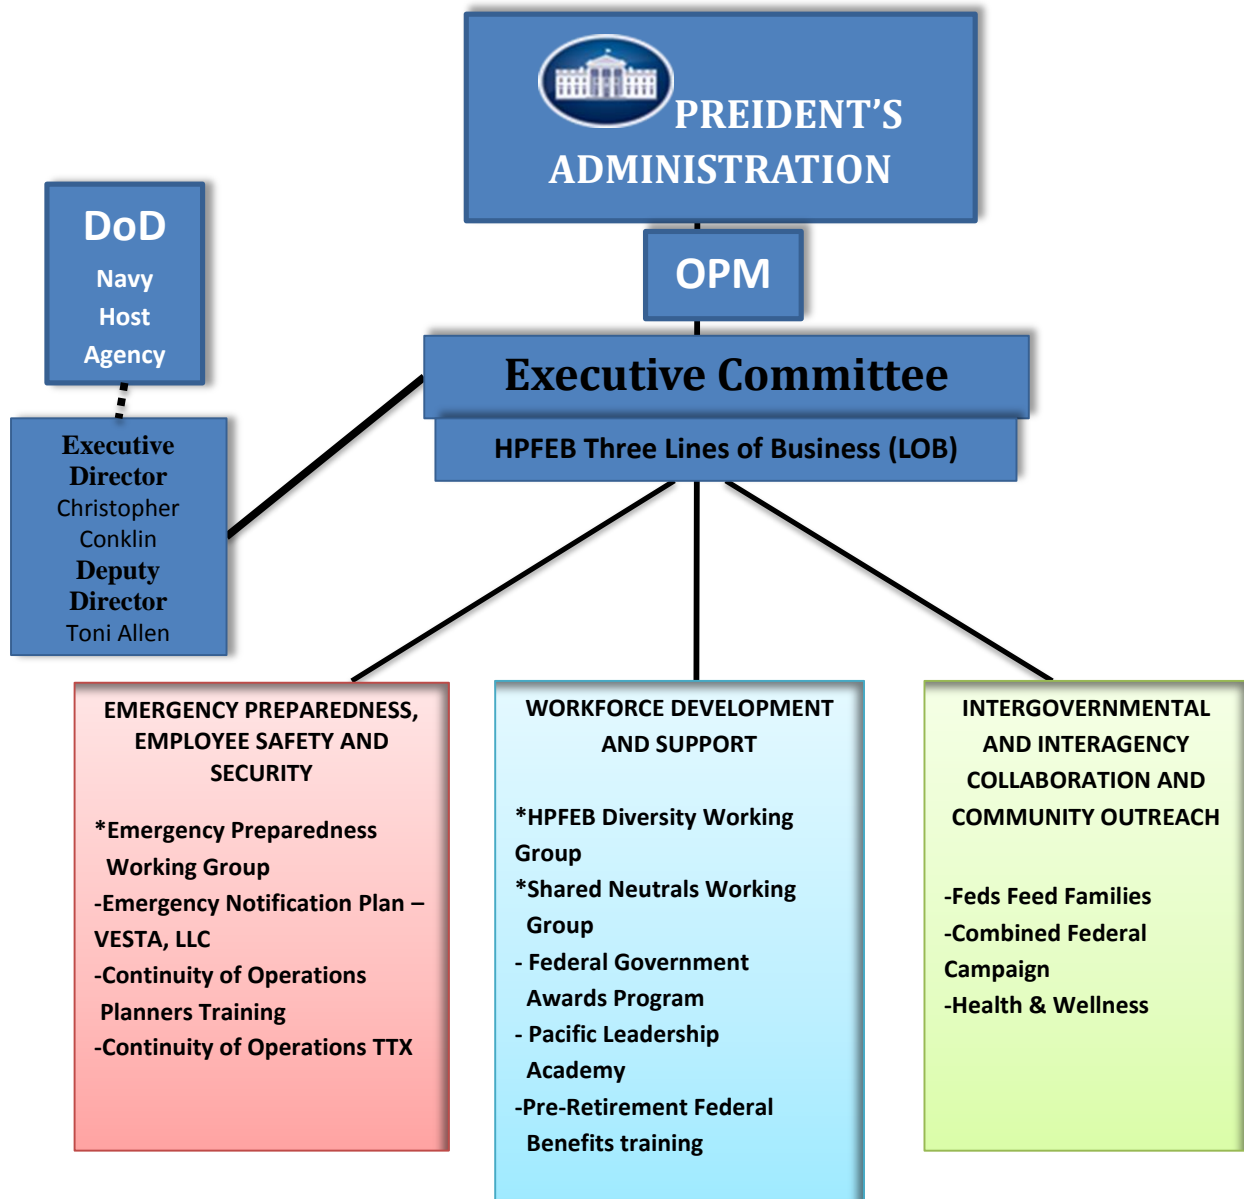 PREIDENT'S
ADMINISTRATION
DoD
Navy
Host
Agency
OPM
Executive Committee
HPFEB Three Lines of Business (LOB)
Executive
Director
Christopher
Conklin
Deputy
Director
Toni Allen
EMERGENCY PREPAREDNESS,
EMPLOYEE SAFETY AND
SECURITY
*Emergency Preparedness
Working Group
-Emergency Notification Plan –
VESTA, LLC
-Continuity of Operations
Planners Training
-Continuity of Operations TTX
WORKFORCE DEVELOPMENT
AND SUPPORT
*HPFEB Diversity Working
Group
*Shared Neutrals Working
Group
- Federal Government
Awards Program
- Pacific Leadership
Academy
-Pre-Retirement Federal
Benefits training
INTERGOVERNMENTAL
AND INTERAGENCY
COLLABORATION AND
COMMUNITY OUTREACH
-Feds Feed Families
-Combined Federal
Campaign
-Health & Wellness